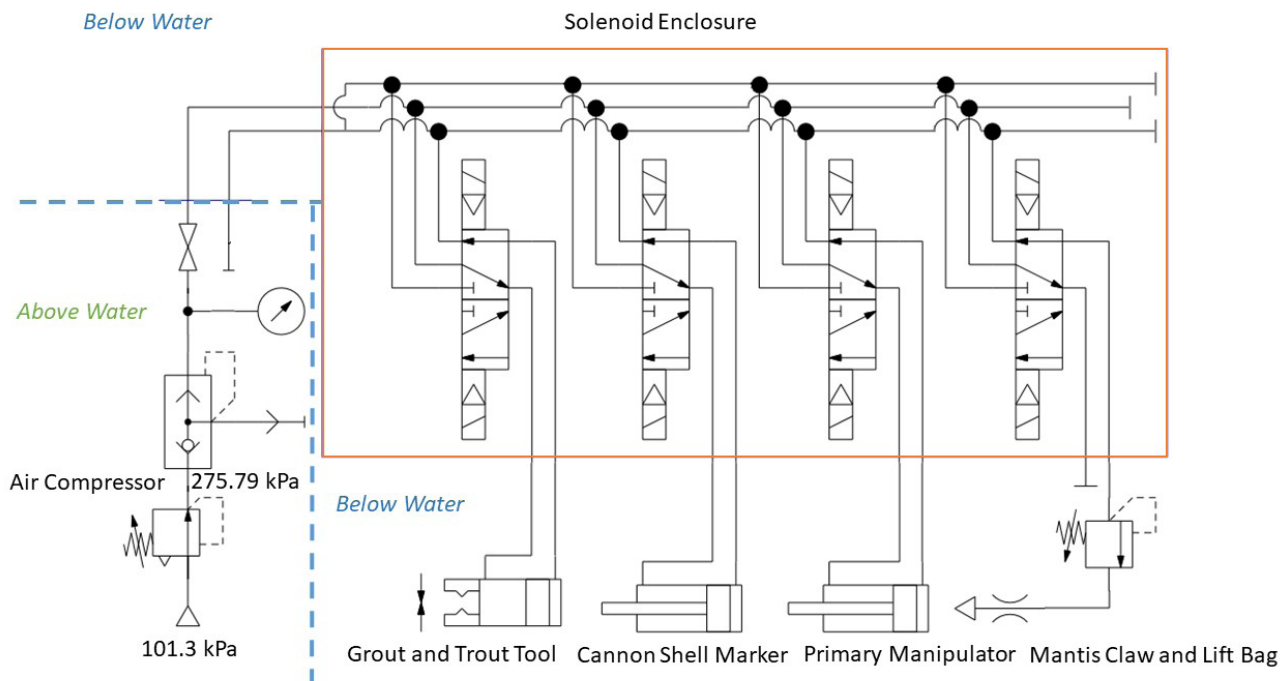 Below Water
Solenoid Enclosure
Above Water
Air Compressor
275.79 kPa
Below Water
101.3 kPa
Grout and Trout Tool
Cannon Shell Marker
Primary Manipulator
Mantis Claw and Lift Bag